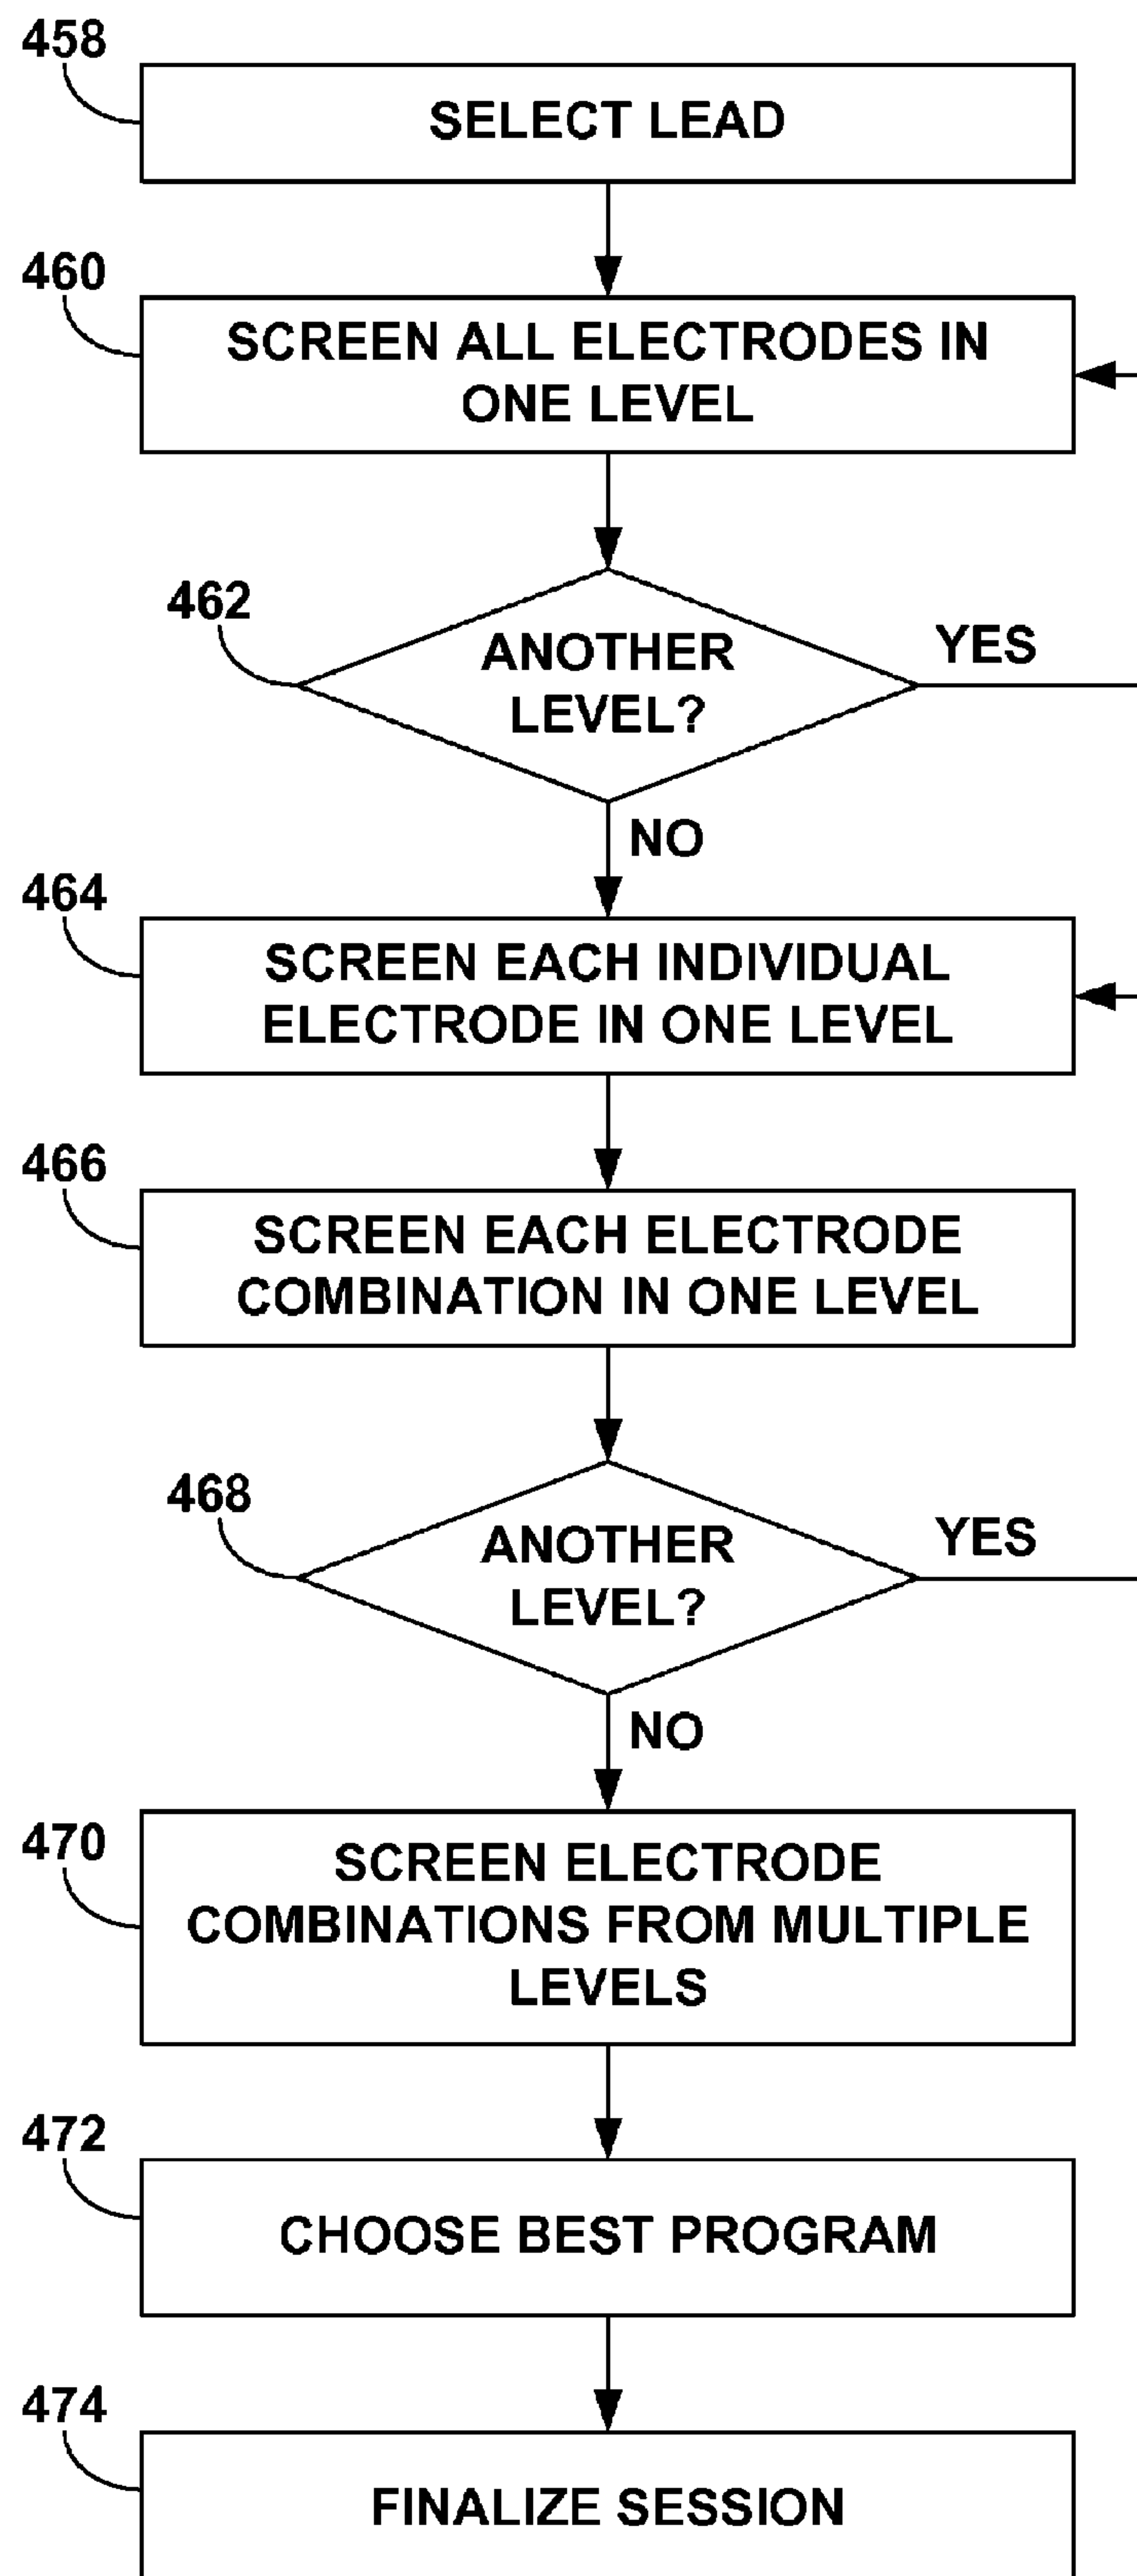 458
SELECT LEAD
460
SCREEN ALL ELECTRODES IN
ONE LEVEL
462
ANOTHER
LEVEL?
YES
NO
464
SCREEN EACH INDIVIDUAL
ELECTRODE IN ONE LEVEL
466
SCREEN EACH ELECTRODE
COMBINATION IN ONE LEVEL
468
ANOTHER
LEVEL?
YES
NO
470
SCREEN ELECTRODE
COMBINATIONS FROM MULTIPLE
LEVELS
472
CHOOSE BEST PROGRAM
474
FINALIZE SESSION